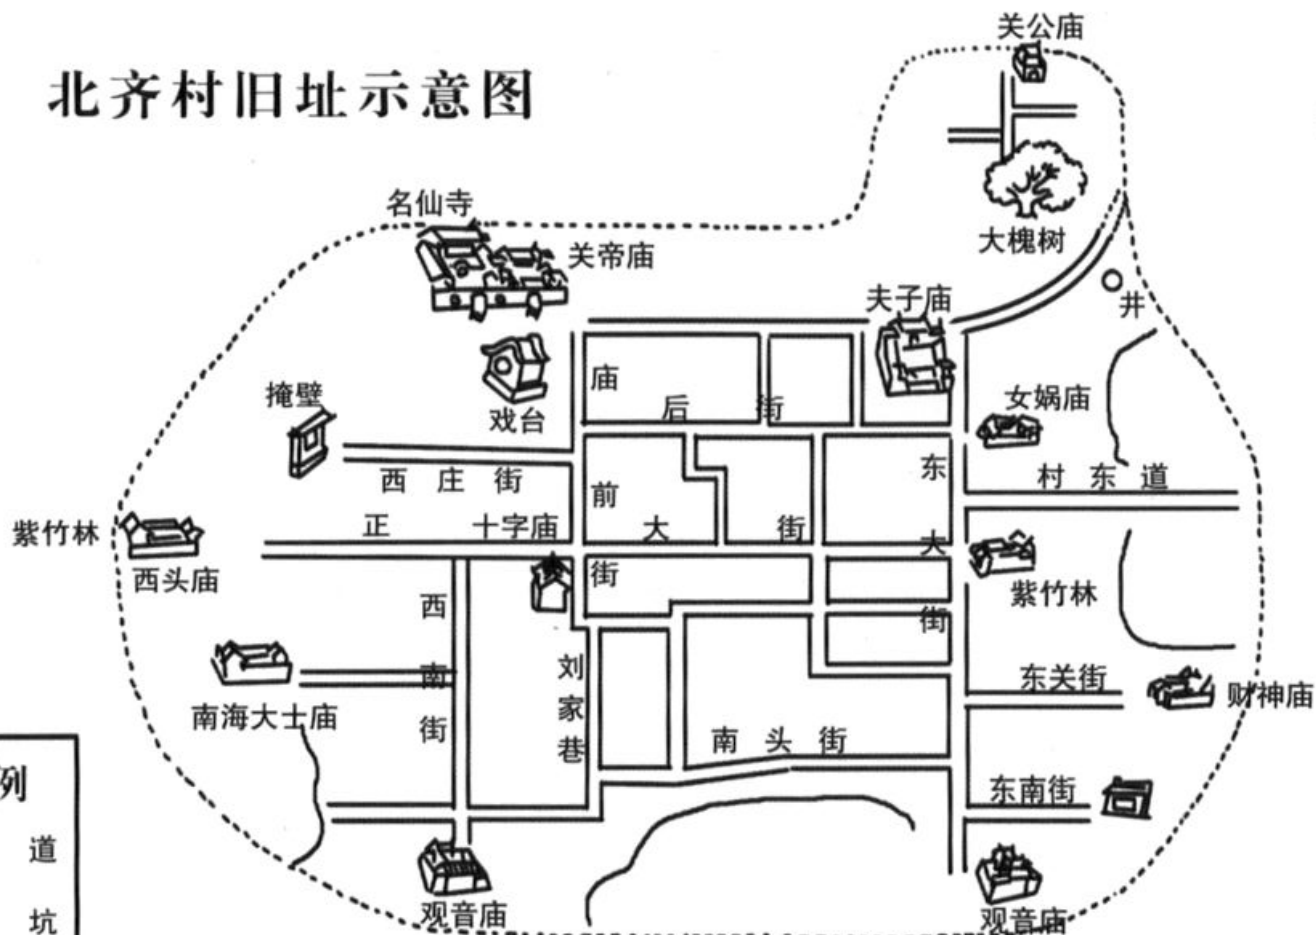 北齐村旧址示意图
关公庙
大槐树
井
名仙寺
关帝庙
夫子庙
戏台
掩壁
庙前街
后街
女娲庙
西庄街
东大街
村东道
紫竹林
西头庙
正大街
十字庙
紫竹林
西南街
刘家巷
南海大士庙
东关街
财神庙
南头街
东南街
观音庙
观音庙
例
道
坑